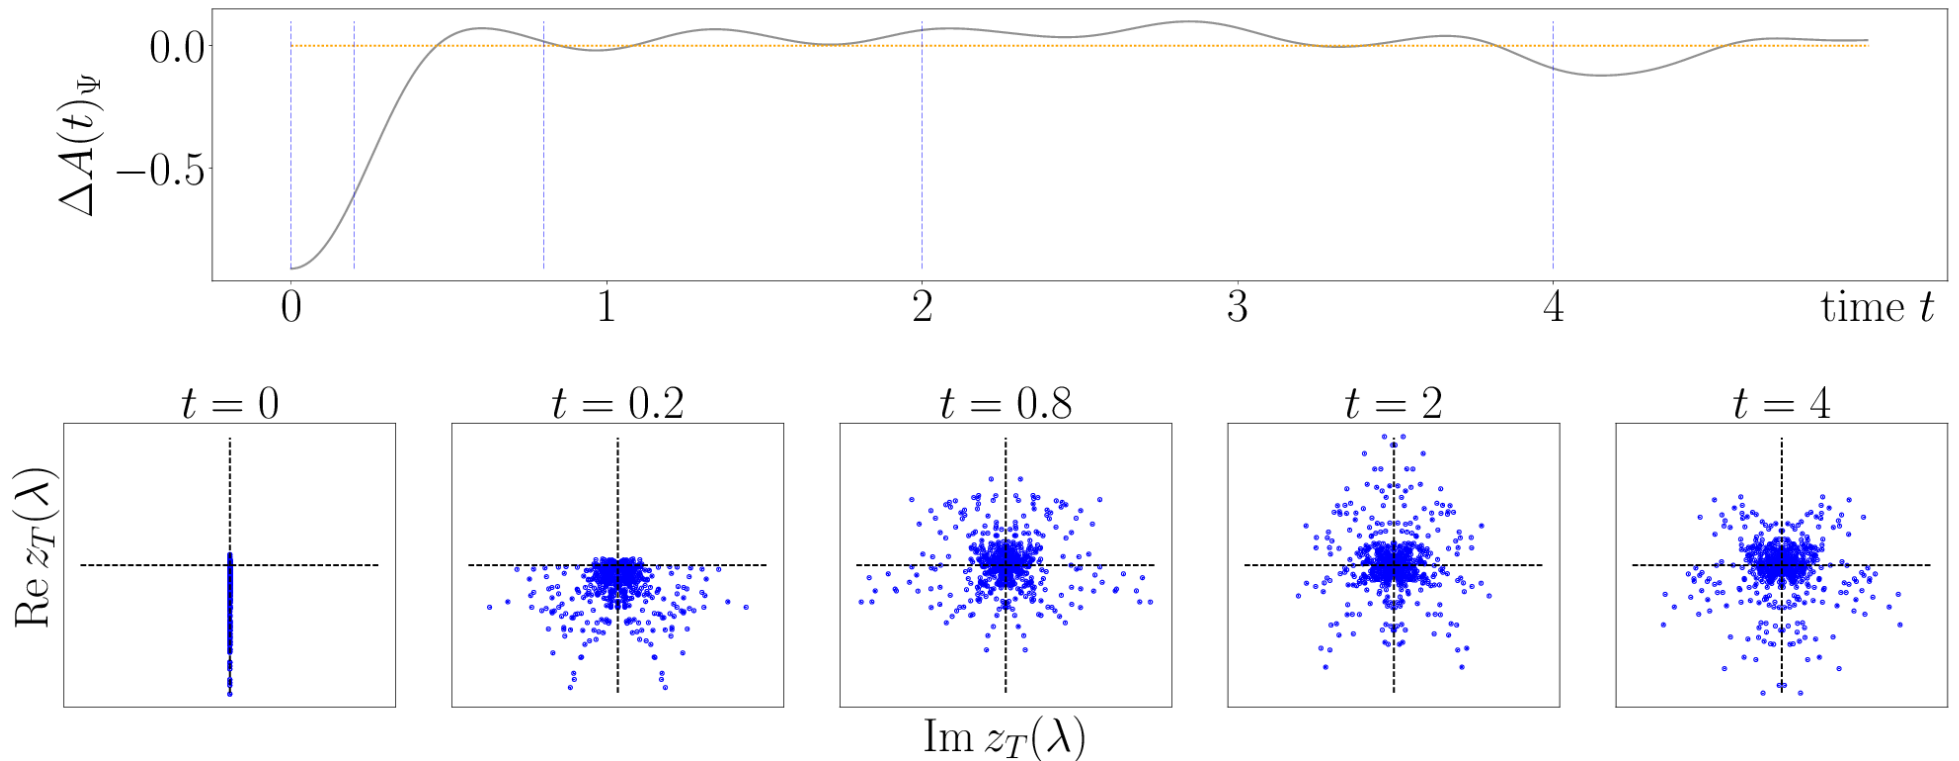 ΔA(t)_Ψ
0.0
−0.5
0 1 2 3 4 time t
t = 0 t = 0.2 t = 0.8 t = 2 t = 4
Re z_T(λ)
Im z_T(λ)